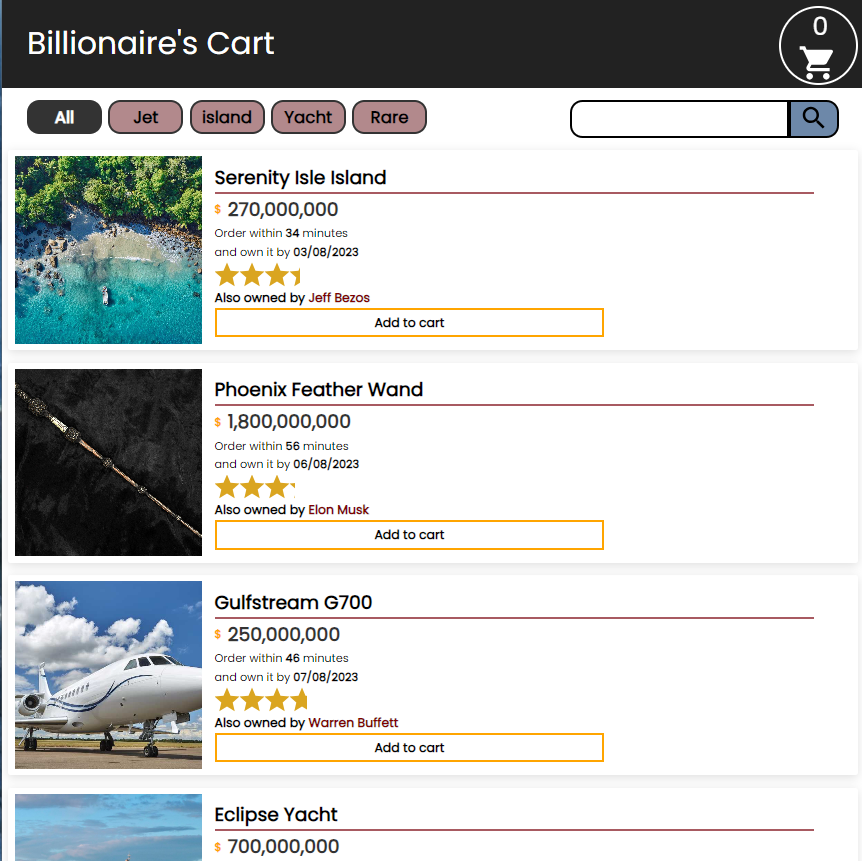 Billionaire's Cart
0
All Jet island Yacht Rare
Serenity Isle Island
$ 270,000,000
Order within 34 minutes
and own it by 03/08/2023
Also owned by Jeff Bezos
Add to cart
Phoenix Feather Wand
$ 1,800,000,000
Order within 56 minutes
and own it by 06/08/2023
Also owned by Elon Musk
Add to cart
Gulfstream G700
$ 250,000,000
Order within 46 minutes
and own it by 07/08/2023
Also owned by Warren Buffett
Add to cart
Eclipse Yacht
$ 700,000,000